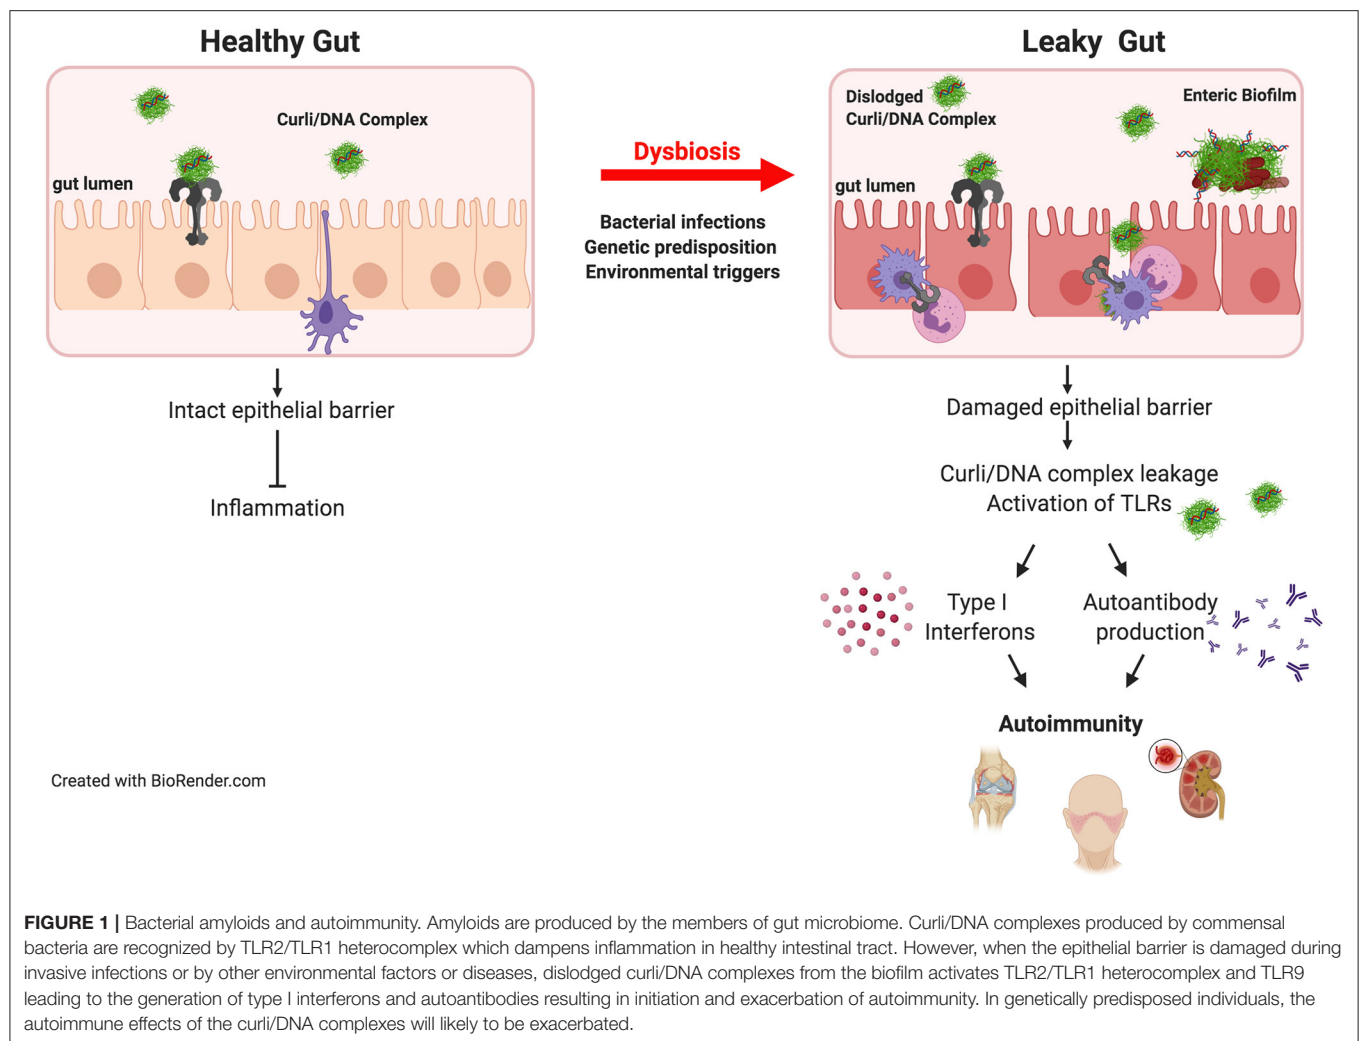 Healthy Gut
Leaky Gut
Curli/DNA Complex
gut lumen
Dysbiosis
Bacterial infections
Genetic predisposition
Environmental triggers
Dislodged
Curli/DNA Complex
Enteric Biofilm
gut lumen
Intact epithelial barrier
Inflammation
Damaged epithelial barrier
Curli/DNA complex leakage
Activation of TLRs
Type I
Interferons
Autoantibody
production
Autoimmunity
Created with BioRender.com
FIGURE 1 | Bacterial amyloids and autoimmunity. Amyloids are produced by the members of gut microbiome. Curli/DNA complexes produced by commensal
bacteria are recognized by TLR2/TLR1 heterocomplex which dampens inflammation in healthy intestinal tract. However, when the epithelial barrier is damaged during
invasive infections or by other environmental factors or diseases, dislodged curli/DNA complexes from the biofilm activates TLR2/TLR1 heterocomplex and TLR9
leading to the generation of type I interferons and autoantibodies resulting in initiation and exacerbation of autoimmunity. In genetically predisposed individuals, the
autoimmune effects of the curli/DNA complexes will likely to be exacerbated.